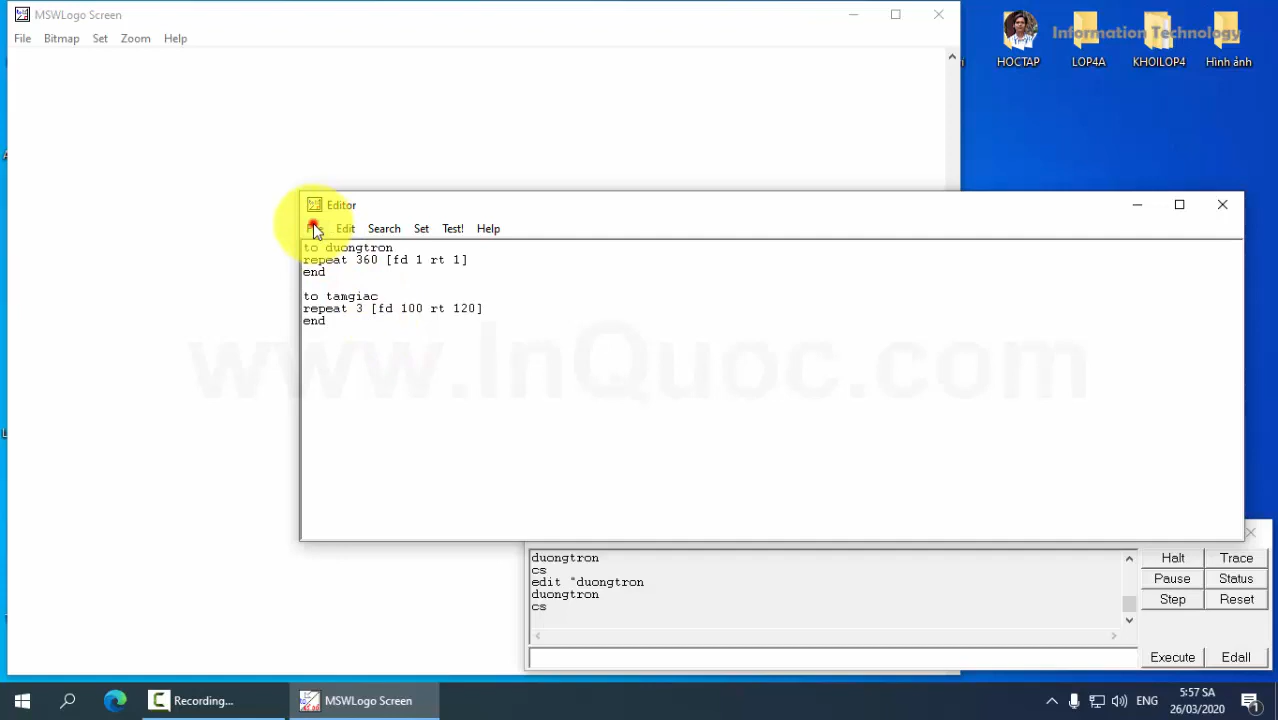 MSWLogo Screen
File Bitmap Set Zoom Help
Information Technology
HOCTAP LOP4A KHOILOP4 Hình ảnh
Editor
Edit Search Set Test! Help
to duongtron
repeat 360 [fd 1 rt 1]
end
to tamgiac
repeat 3 [fd 100 rt 120]
end
www.InQuoc.com
duongtron
cs
edit "duongtron
duongtron
cs
Halt Trace
Pause Status
Step Reset
Execute Edall
Recording...
MSWLogo Screen
ENG
5:57 SA
26/03/2020
1